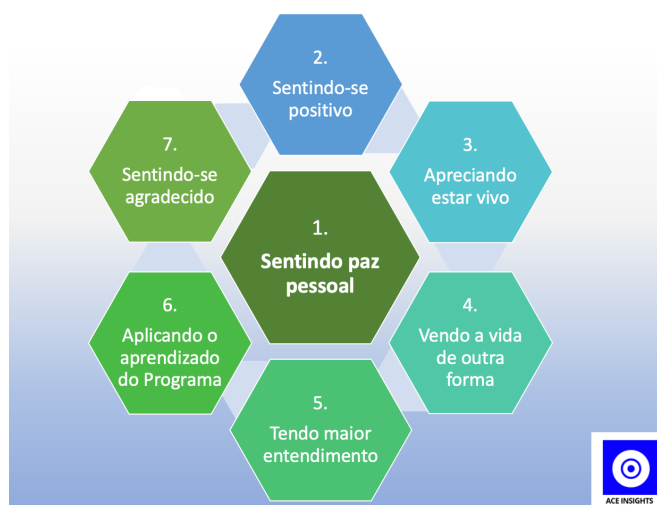 1.
Sentindo paz
pessoal
2.
Sentindo-se
positivo
3.
Apreciando
estar vivo
4.
Vendo a vida
de outra
forma
5.
Tendo maior
entendimento
6.
Aplicando o
aprendizado
do Programa
7.
Sentindo-se
agradecido
ACE INSIGHTS